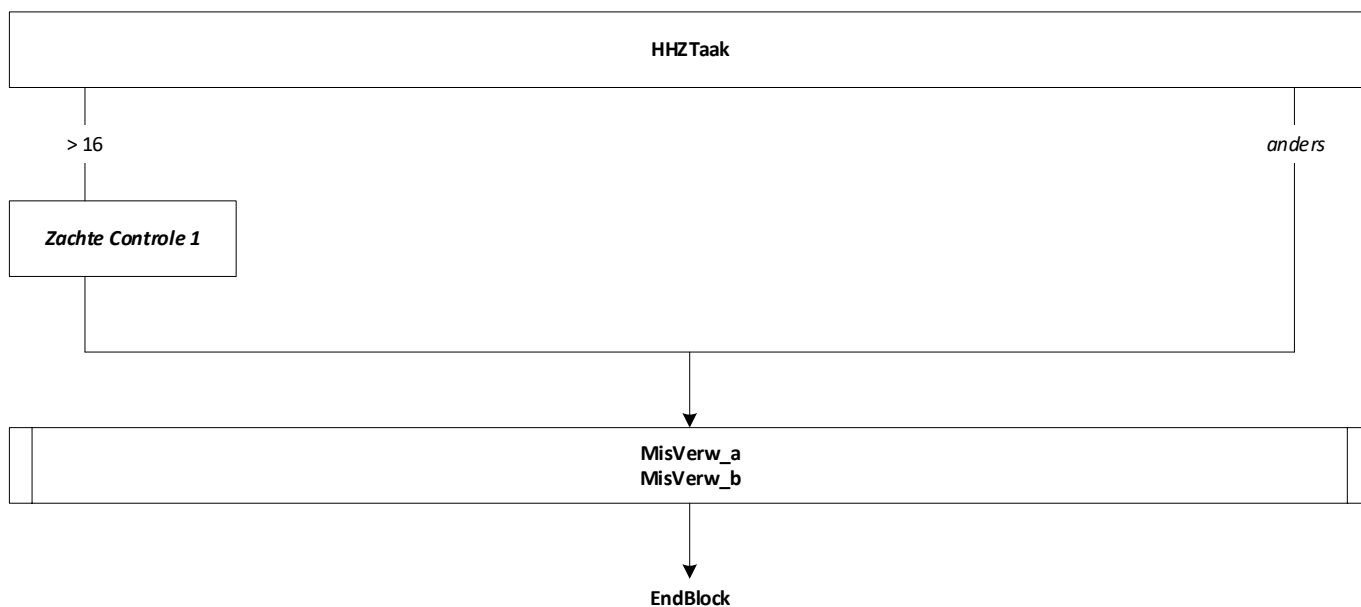 HHZTaak
> 16
anders
Zachte Controle 1
MisVerw_a
MisVerw_b
EndBlock